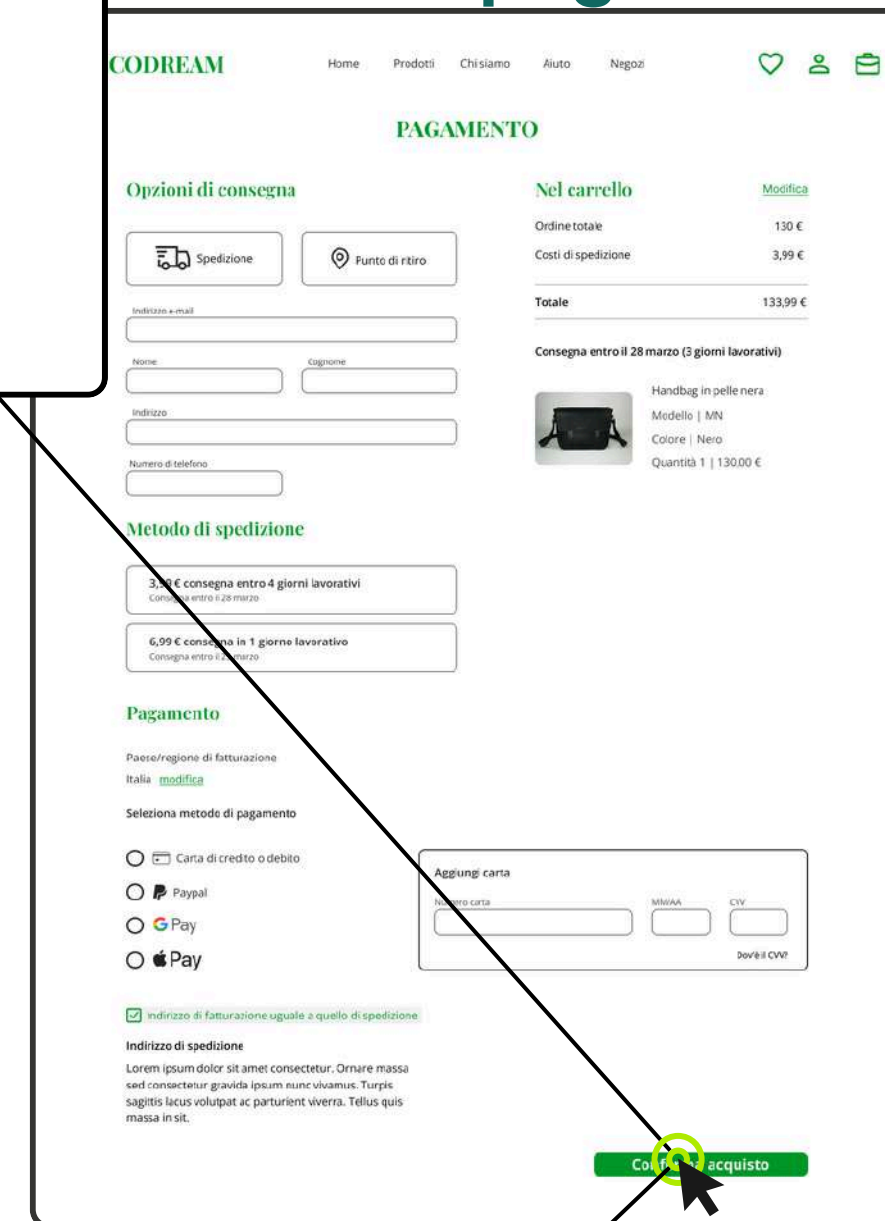 pag
CODREAM
Home Prodotti Chi siamo Aiuto Negozi
PAGAMENTO
Opzioni di consegna
Spedizione
Punto di ritiro
Indirizzo e-mail
Nome Cognome
Indirizzo
Numero di telefono
Nel carrello Modifica
Ordine totale 130 €
Costi di spedizione 3,99 €
Totale 133,99 €
Consegna entro il 28 marzo (3 giorni lavorativi)
Handbag in pelle nera
Modello | MN
Colore | Nero
Quantità 1 | 130,00 €
Metodo di spedizione
3,99 € consegna entro 4 giorni lavorativi
Consegna entro il 28 marzo
6,99 € consegna in 1 giorno lavorativo
Consegna entro il marzo
Pagamento
Paese/regione di fatturazione
Italia modifica
Seleziona metodo di pagamento
Carta di credito o debito
Paypal
G Pay
Pay
Aggiungi carta
Numero carta MM/AA CVV
Dov'è il CVV?
Indirizzo di fatturazione uguale a quello di spedizione
Indirizzo di spedizione
Lorem ipsum dolor sit amet consectetur. Ornare massa
sed consectetur gravida ipsum nunc vivamus. Turpis
sagittis lacus volutpat ac parturient viverra. Tellus quis
massa in sit.
Conferma acquisto